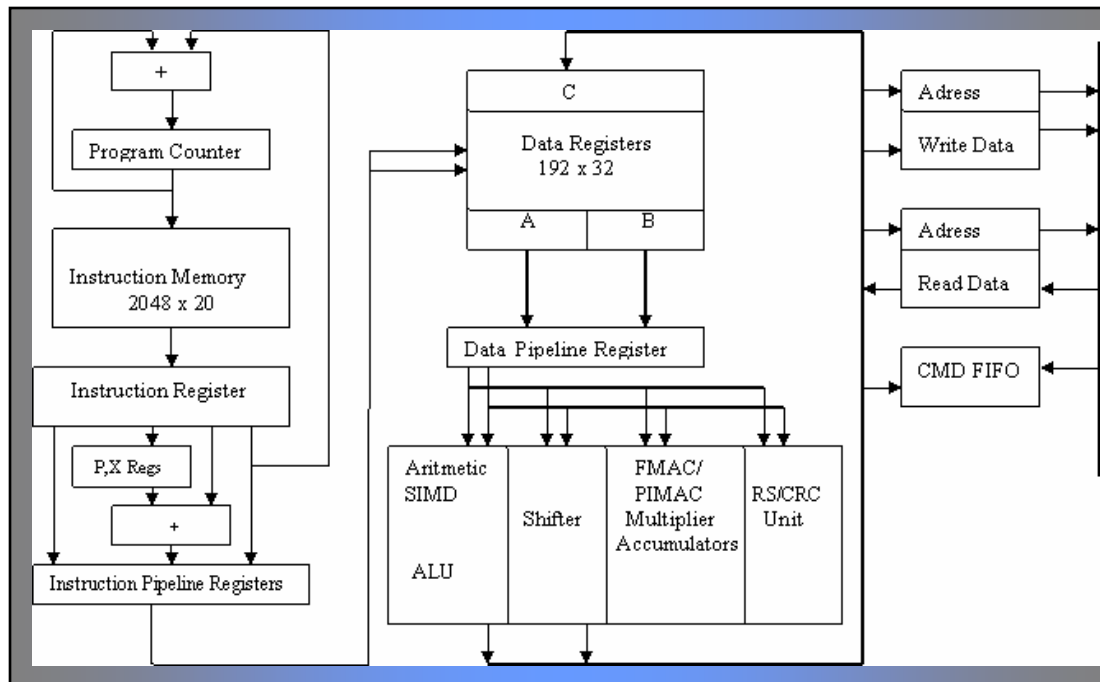 +
Program Counter
Instruction Memory
2048 x 20
Instruction Register
P,X Regs
+
Instruction Pipeline Registers
C
Data Registers
192 x 32
A
B
Data Pipeline Register
Aritmetic
SIMD
ALU
Shifter
FMAC/
PIMAC
Multiplier
Accumulators
RS/CRC
Unit
Adress
Write Data
Adress
Read Data
CMD FIFO